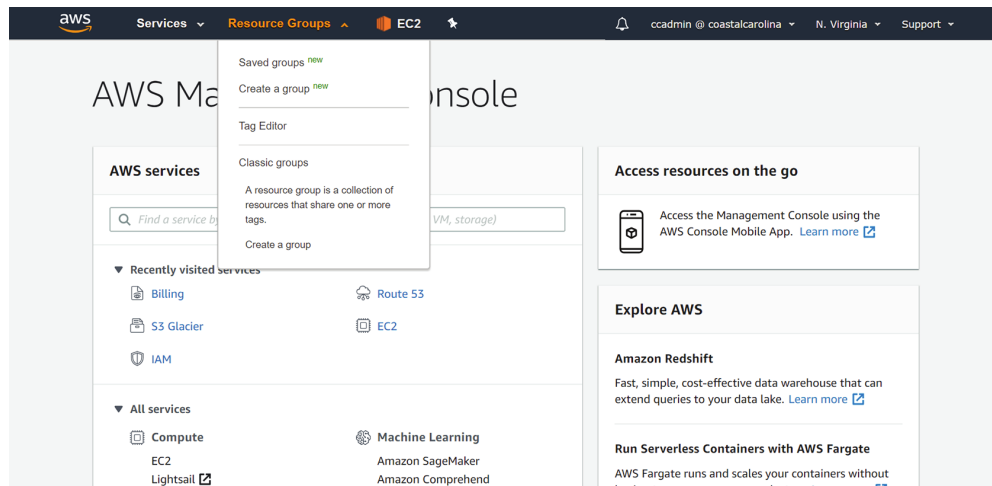 aws
Services
Resource Groups
EC2
ccadmin @ coastalcarolina
N. Virginia
Support
Saved groups new
Create a group new
Tag Editor
Classic groups
A resource group is a collection of
resources that share one or more
tags.
Create a group
AWS Ma
onsole
AWS services
Find a service by
VM, storage)
Recently visited services
Billing
Route 53
S3 Glacier
EC2
IAM
All services
Compute
EC2
Lightsail
Machine Learning
Amazon SageMaker
Amazon Comprehend
Access resources on the go
Access the Management Console using the
AWS Console Mobile App. Learn more
Explore AWS
Amazon Redshift
Fast, simple, cost-effective data warehouse that can
extend queries to your data lake. Learn more
Run Serverless Containers with AWS Fargate
AWS Fargate runs and scales your containers without